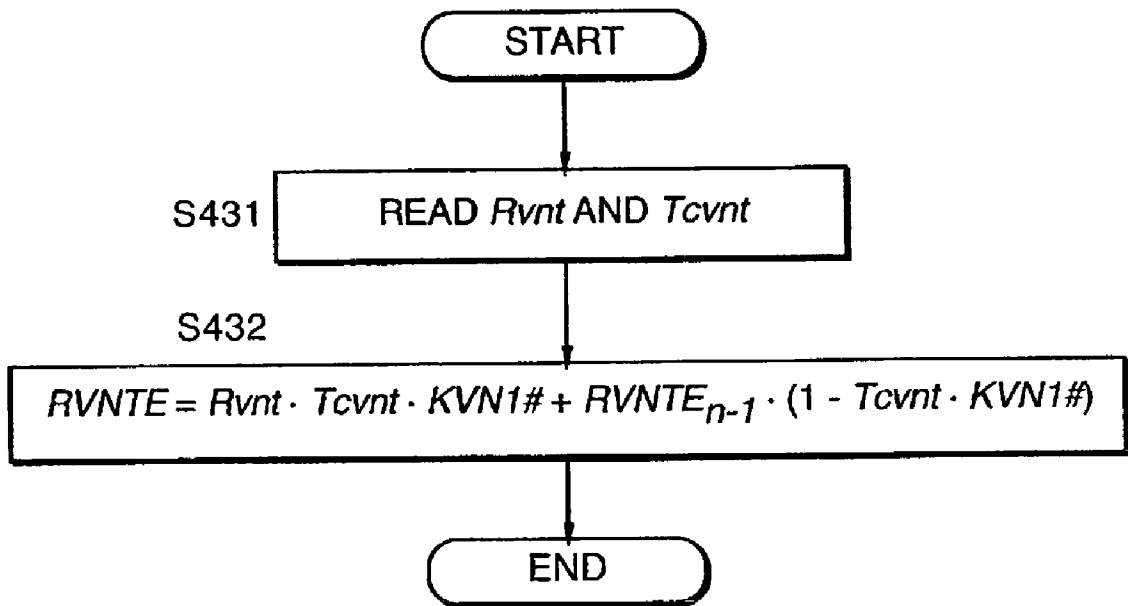 START
S431
READ Rvnt AND Tcvnt
S432
RVNTE = Rvnt · Tcvnt · KVN1# + RVNTEn-1 · (1 - Tcvnt · KVN1#)
END